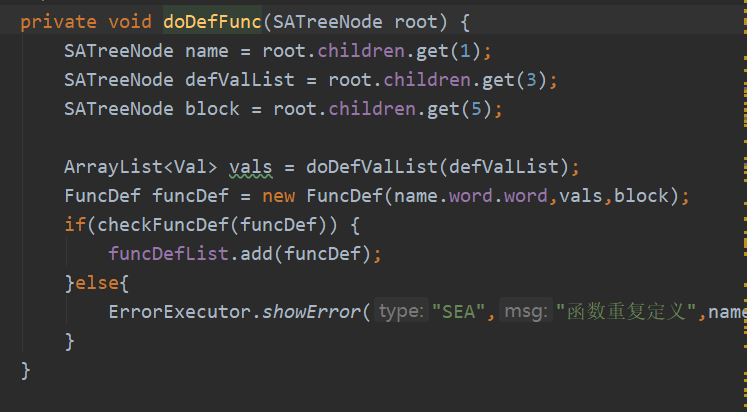 private void doDefFunc(SATreeNode root) {
SATreeNode name = root.children.get(1);
SATreeNode defValList = root.children.get(3);
SATreeNode block = root.children.get(5);
ArrayList<Val> vals = doDefValList(defValList);
FuncDef funcDef = new FuncDef(name.word.word,vals,block);
if(checkFuncDef(funcDef)) {
funcDefList.add(funcDef);
}else{
ErrorExecutor.showError( type: "SEA", msg: "函数重复定义",name
}
}